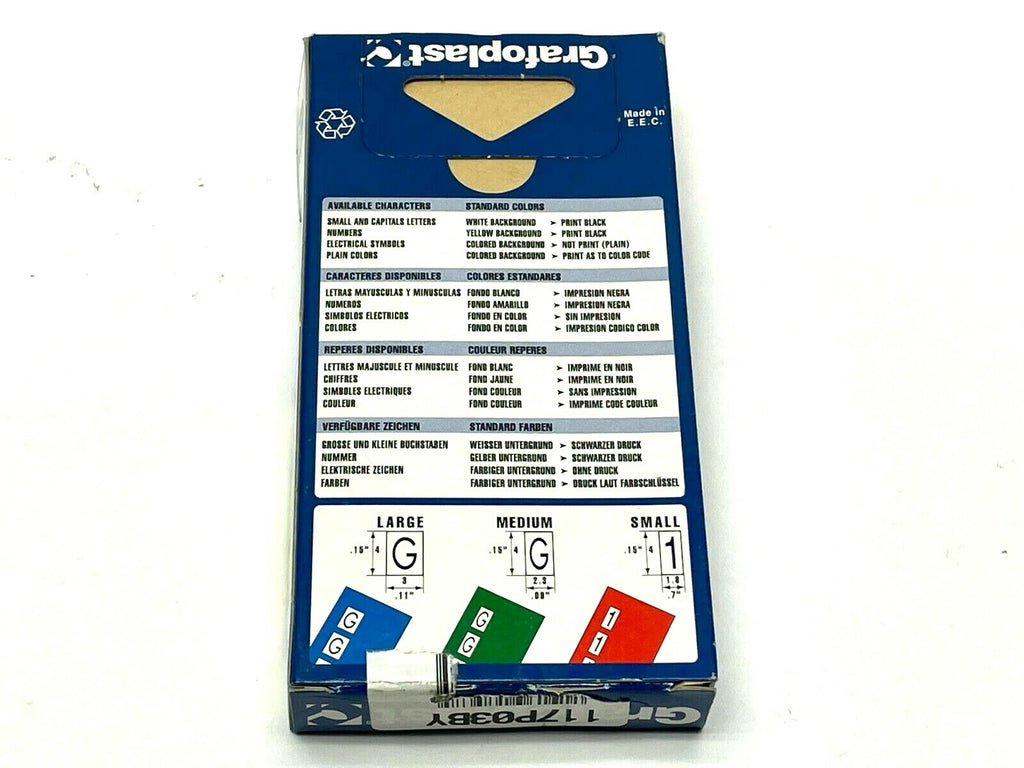 Grafoplast®
Made in
E.E.C.
AVAILABLE CHARACTERS STANDARD COLORS
SMALL AND CAPITALS LETTERS WHITE BACKGROUND ➤ PRINT BLACK
NUMBERS YELLOW BACKGROUND ➤ PRINT BLACK
ELECTRICAL SYMBOLS COLORED BACKGROUND ➤ NOT PRINT (PLAIN)
PLAIN COLORS COLORED BACKGROUND ➤ PRINT AS TO COLOR CODE
CARACTERES DISPONIBLES COLORES ESTANDARES
LETRAS MAYUSCULAS Y MINUSCULAS FONDO BLANCO ➤ IMPRESION NEGRA
NUMEROS FONDO AMARILLO ➤ IMPRESION NEGRA
SIMBOLOS ELECTRICOS FONDO EN COLOR ➤ SIN IMPRESION
COLORES FONDO EN COLOR ➤ IMPRESION CODIGO COLOR
REPERES DISPONIBLES COULEUR REPERES
LETTRES MAJUSCULE ET MINUSCULE FOND BLANC ➤ IMPRIME EN NOIR
CHIFFRES FOND JAUNE ➤ IMPRIME EN NOIR
SIMBOLES ELECTRIQUES FOND COULEUR ➤ SANS IMPRESSION
COULEUR FOND COULEUR ➤ IMPRIME CODE COULEUR
VERFÜGBARE ZEICHEN STANDARD FARBEN
GROSSE UND KLEINE BUCHSTABEN WEISSER UNTERGRUND ➤ SCHWARZER DRUCK
NUMMER GELBER UNTERGRUND ➤ SCHWARZER DRUCK
ELEKTRISCHE ZEICHEN FARBIGER UNTERGRUND ➤ OHNE DRUCK
FARBEN FARBIGER UNTERGRUND ➤ DRUCK LAUT FARBSCHLÜSSEL
LARGE MEDIUM SMALL
.15" 4 G .15" 4 G .15" 4 1
3 2.3 1.8
.11" .08" .7"
G G 1
G G 1
117P03BY